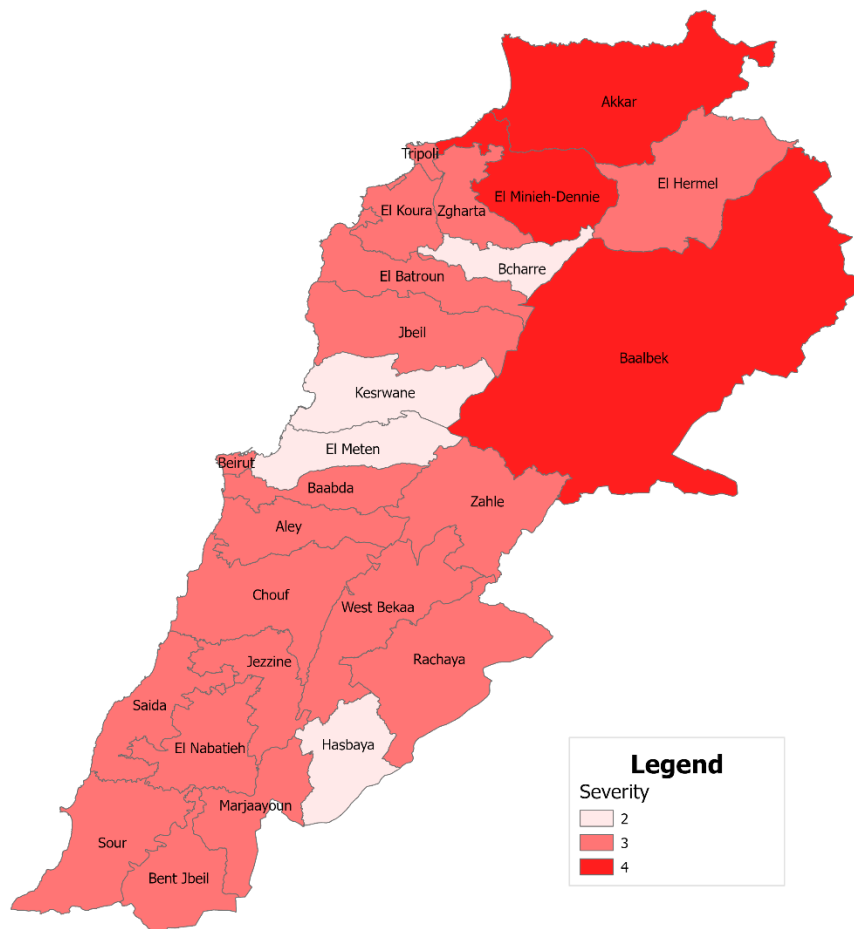 Akkar
Tripoli
El Hermel
El Minieh-Dennie
El Koura
Zgharta
Bcharre
El Batroun
Jbeil
Baalbek
Kesrwane
El Meten
Beirut
Baabda
Zahle
Aley
Chouf
West Bekaa
Jezzine
Rachaya
Saida
El Nabatieh
Hasbaya
Marjaayoun
Sour
Bent Jbeil
Legend
Severity
2
3
4